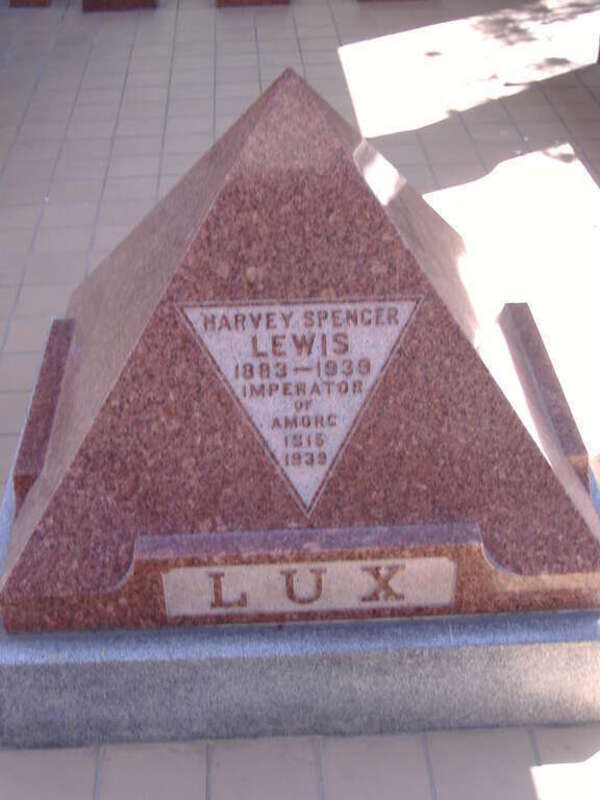 HARVEY SPENCER
LEWIS
1883–1939
IMPERATOR
OF
AMORC
1915
1939
LUX